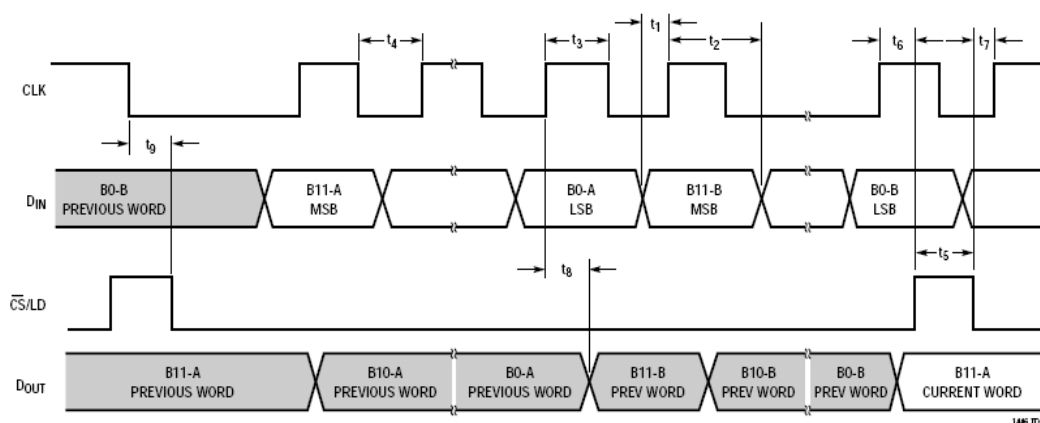 t4
t3
t1
t2
t6
t7
CLK
t9
DIN
B0-B
PREVIOUS WORD
B11-A
MSB
B0-A
LSB
B11-B
MSB
B0-B
LSB
t8
t5
CS/LD
DOUT
B11-A
PREVIOUS WORD
B10-A
PREVIOUS WORD
B0-A
PREVIOUS WORD
B11-B
PREV WORD
B10-B
PREV WORD
B0-B
PREV WORD
B11-A
CURRENT WORD